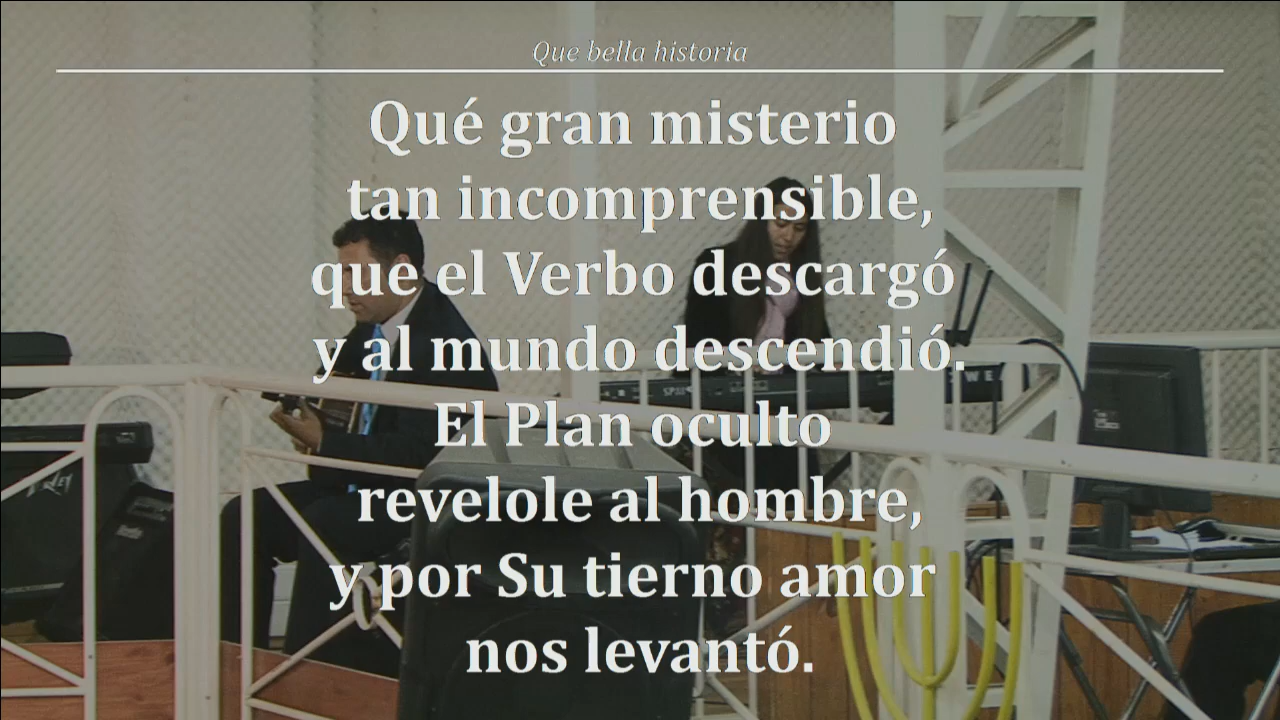 Que bella historia
Qué gran misterio
tan incomprensible,
que el Verbo descargó
y al mundo descendió.
El Plan oculto
revelole al hombre,
y por Su tierno amor
nos levantó.